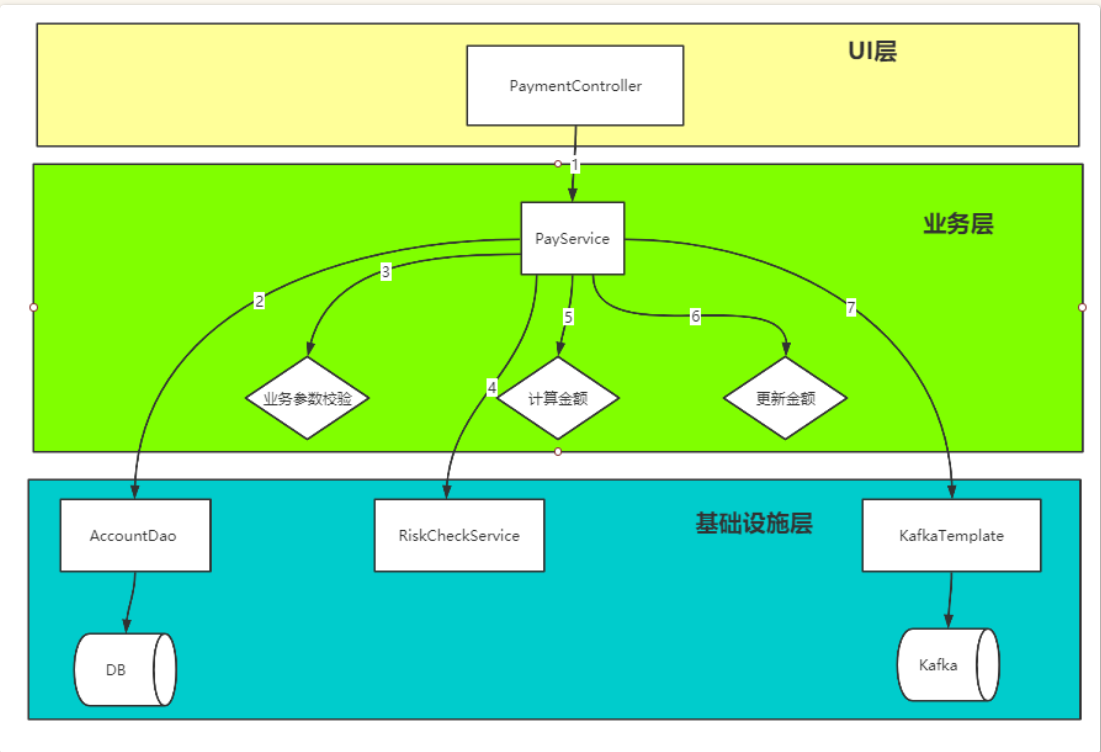 UI层
PaymentController
1
业务层
PayService
2
3
4
5
6
7
业务参数校验
计算金额
更新金额
基础设施层
AccountDao
RiskCheckService
KafkaTemplate
DB
Kafka